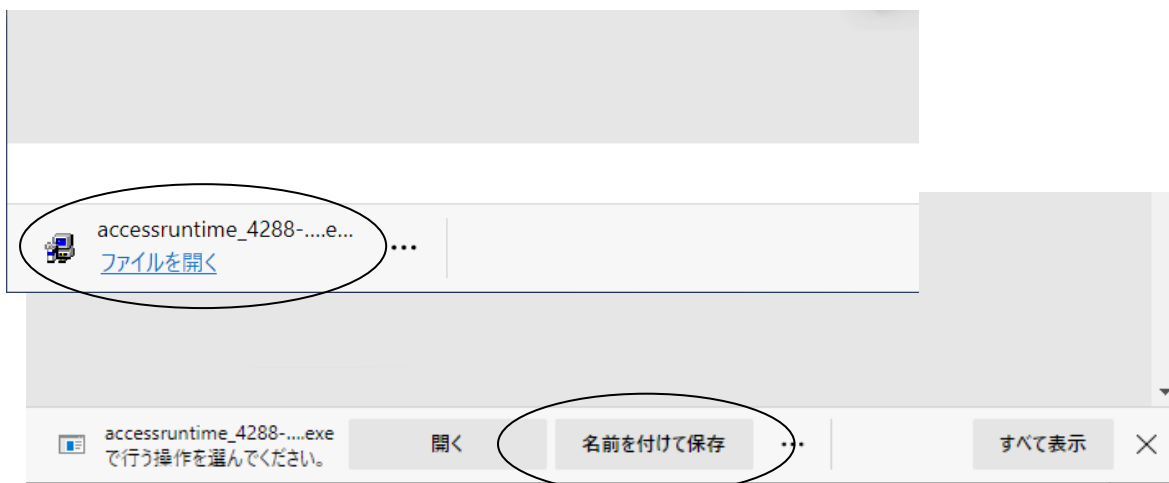 accessruntime_4288-....e...
ファイルを開く
•••
accessruntime_4288-....exe
で行う操作を選んでください。
開く
名前を付けて保存
•••
すべて表示